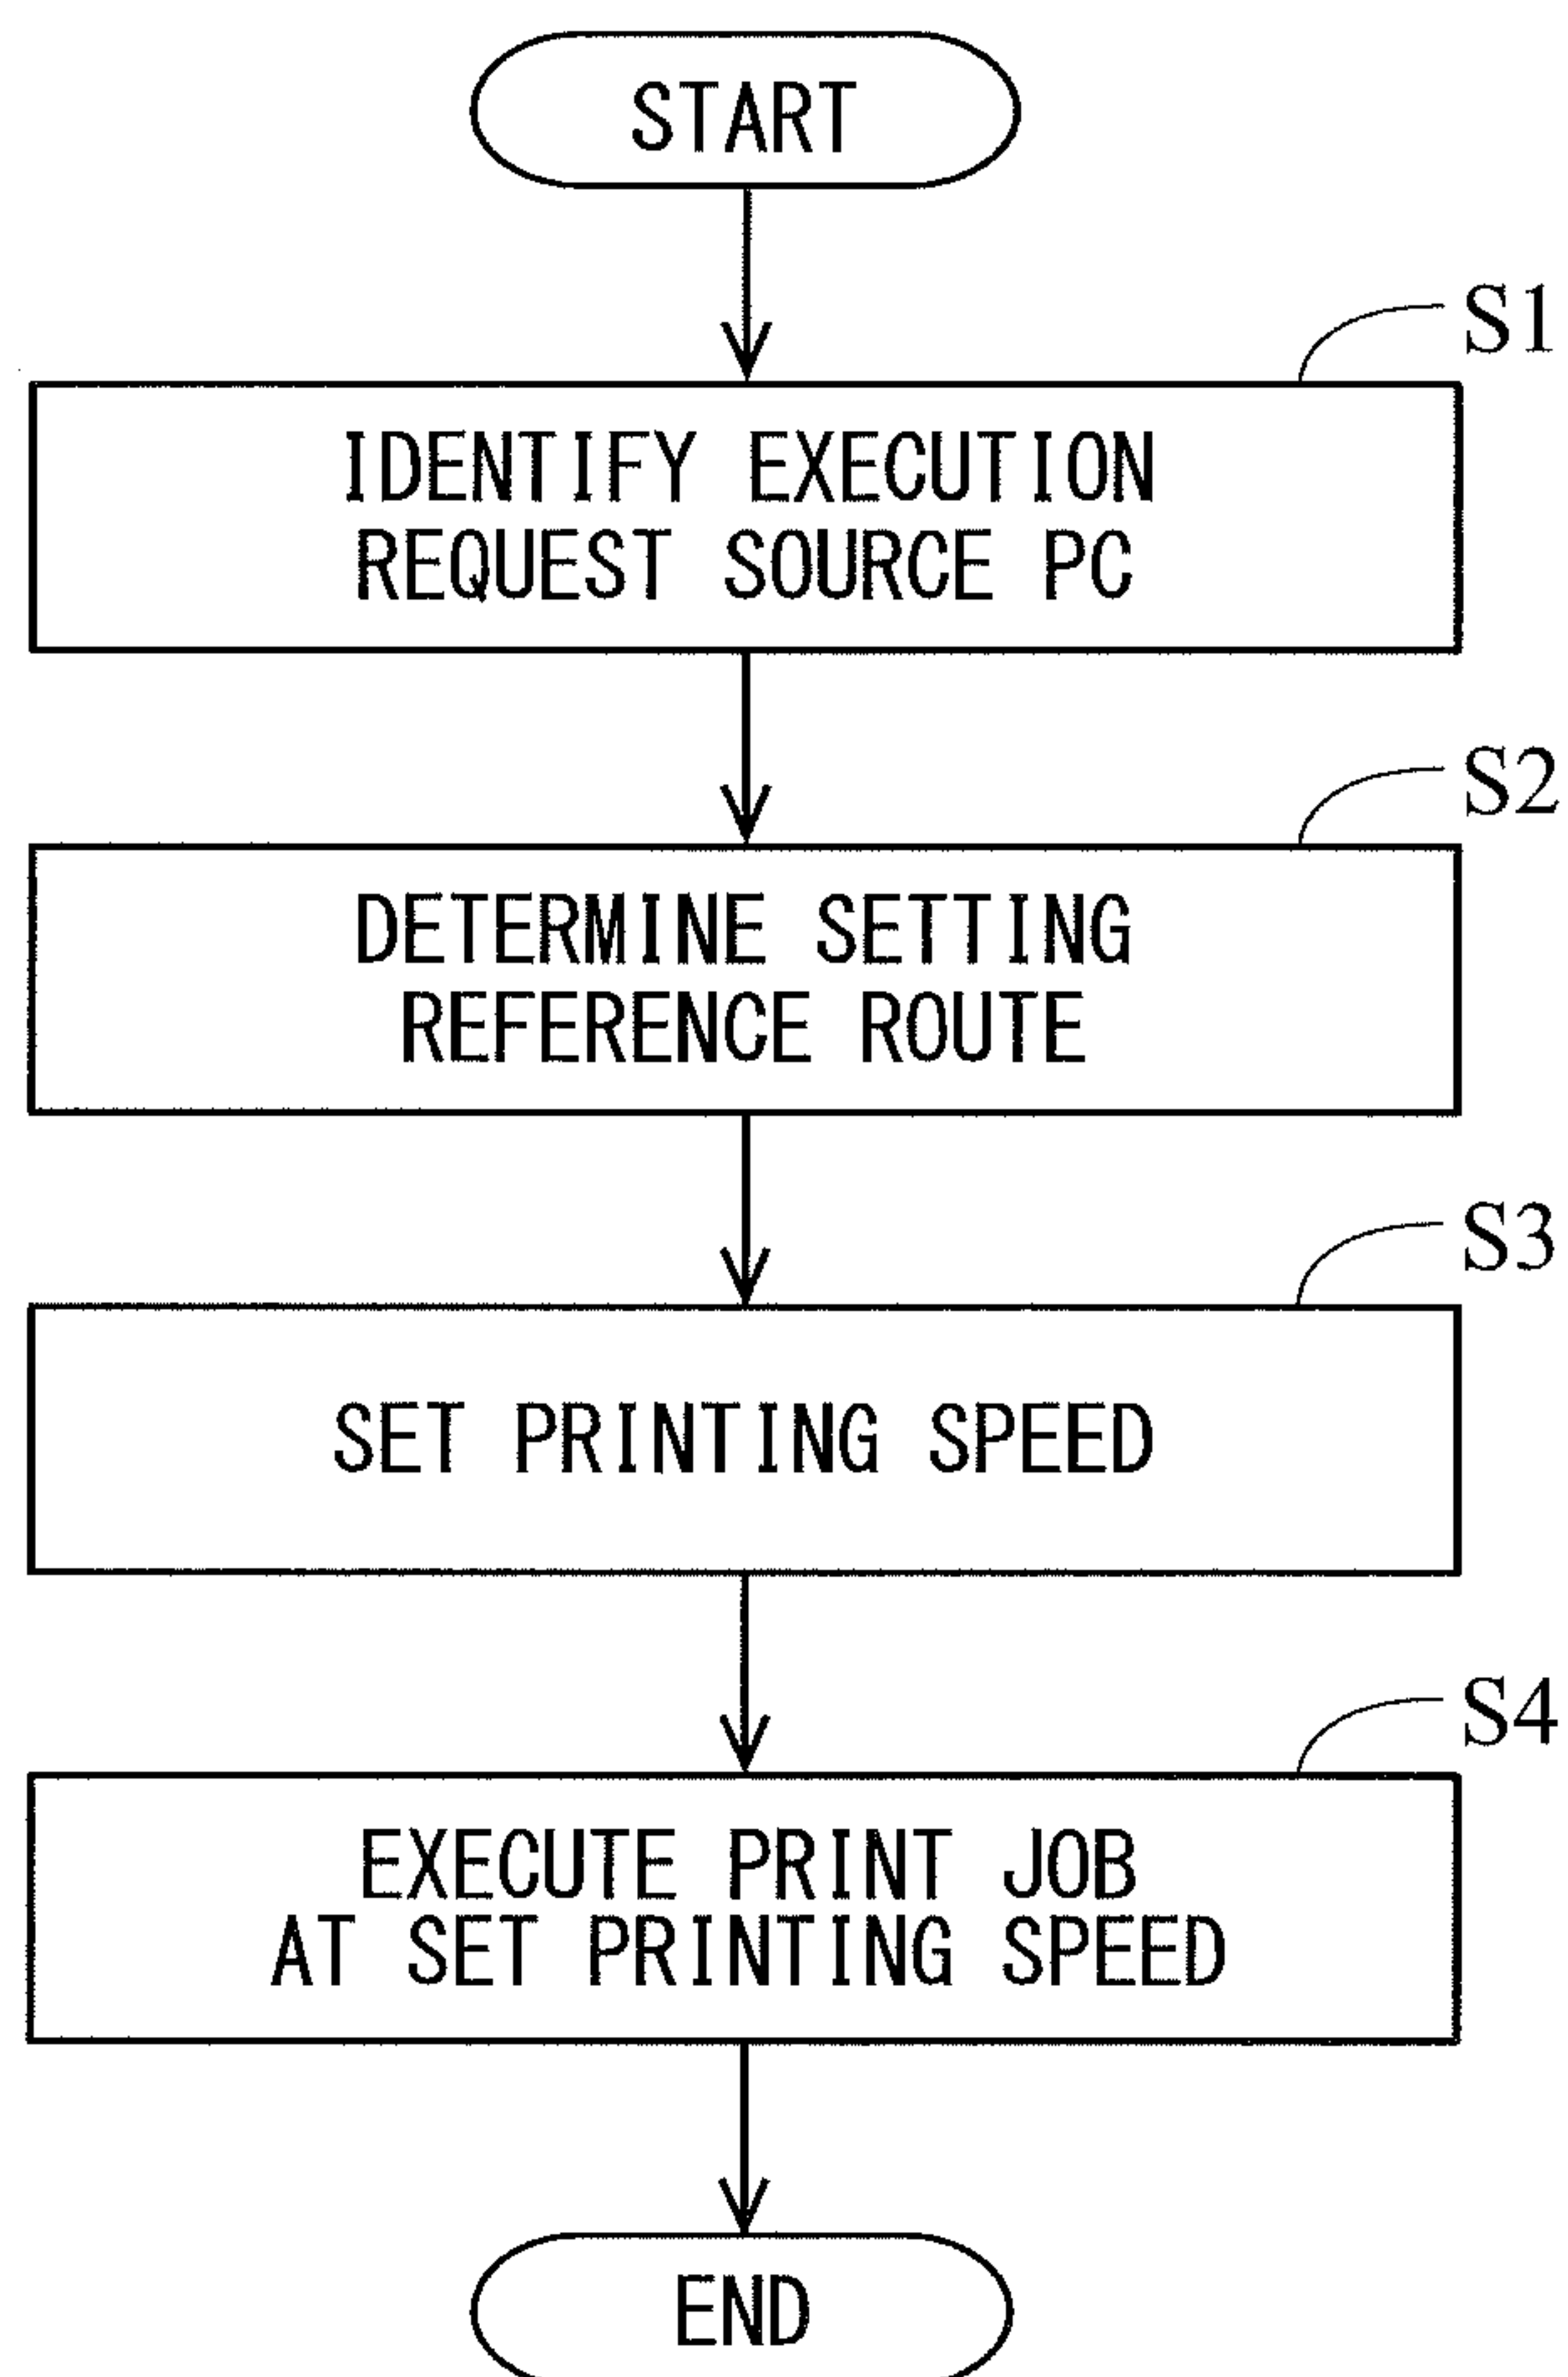 START
S1
IDENTIFY EXECUTION
REQUEST SOURCE PC
S2
DETERMINE SETTING
REFERENCE ROUTE
S3
SET PRINTING SPEED
S4
EXECUTE PRINT JOB
AT SET PRINTING SPEED
END